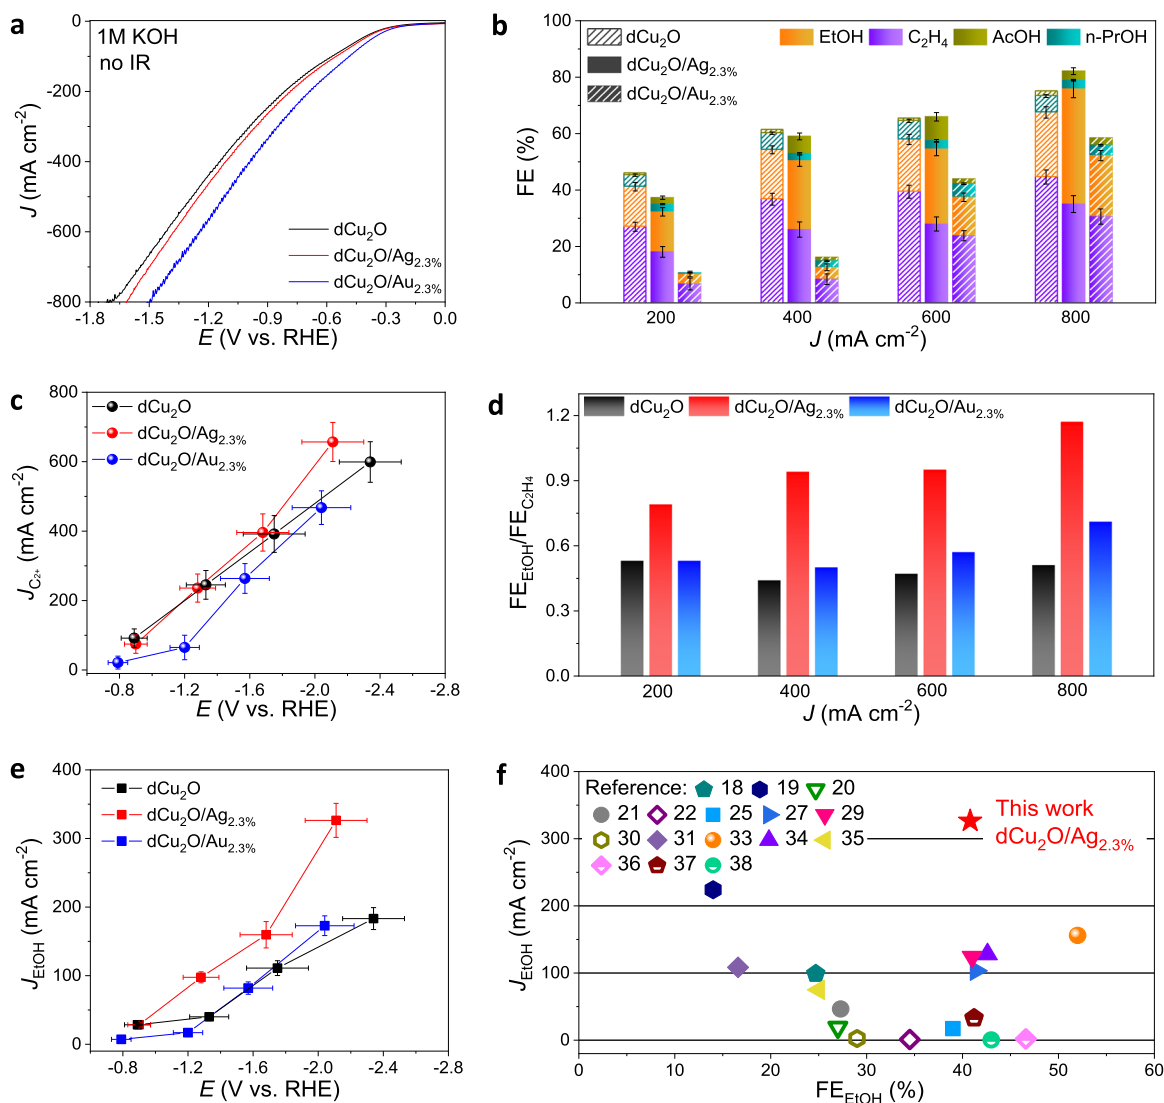 a
1M KOH
no IR
J (mA cm⁻²)
0
-200
-400
-600
-800
dCu₂O
dCu₂O/Ag₂.₃%
dCu₂O/Au₂.₃%
-1.8 -1.5 -1.2 -0.9 -0.6 -0.3 0.0
E (V vs. RHE)
b
dCu₂O
dCu₂O/Ag₂.₃%
dCu₂O/Au₂.₃%
EtOH C₂H₄ AcOH n-PrOH
FE (%)
100
80
60
40
20
0
200 400 600 800
J (mA cm⁻²)
c
J_C₂₊ (mA cm⁻²)
800
600
400
200
0
dCu₂O
dCu₂O/Ag₂.₃%
dCu₂O/Au₂.₃%
-0.8 -1.2 -1.6 -2.0 -2.4 -2.8
E (V vs. RHE)
d
dCu₂O dCu₂O/Ag₂.₃% dCu₂O/Au₂.₃%
FE_EtOH/FE_C2H4
1.2
0.9
0.6
0.3
0.0
200 400 600 800
J (mA cm⁻²)
e
J_EtOH (mA cm⁻²)
400
300
200
100
0
dCu₂O
dCu₂O/Ag₂.₃%
dCu₂O/Au₂.₃%
-0.8 -1.2 -1.6 -2.0 -2.4 -2.8
E (V vs. RHE)
f
J_EtOH (mA cm⁻²)
400
300
200
100
0
Reference: 18 19 20
21 22 25 27 29
30 31 33 34 35
36 37 38
This work
dCu₂O/Ag₂.₃%
0 10 20 30 40 50 60
FE_EtOH (%)